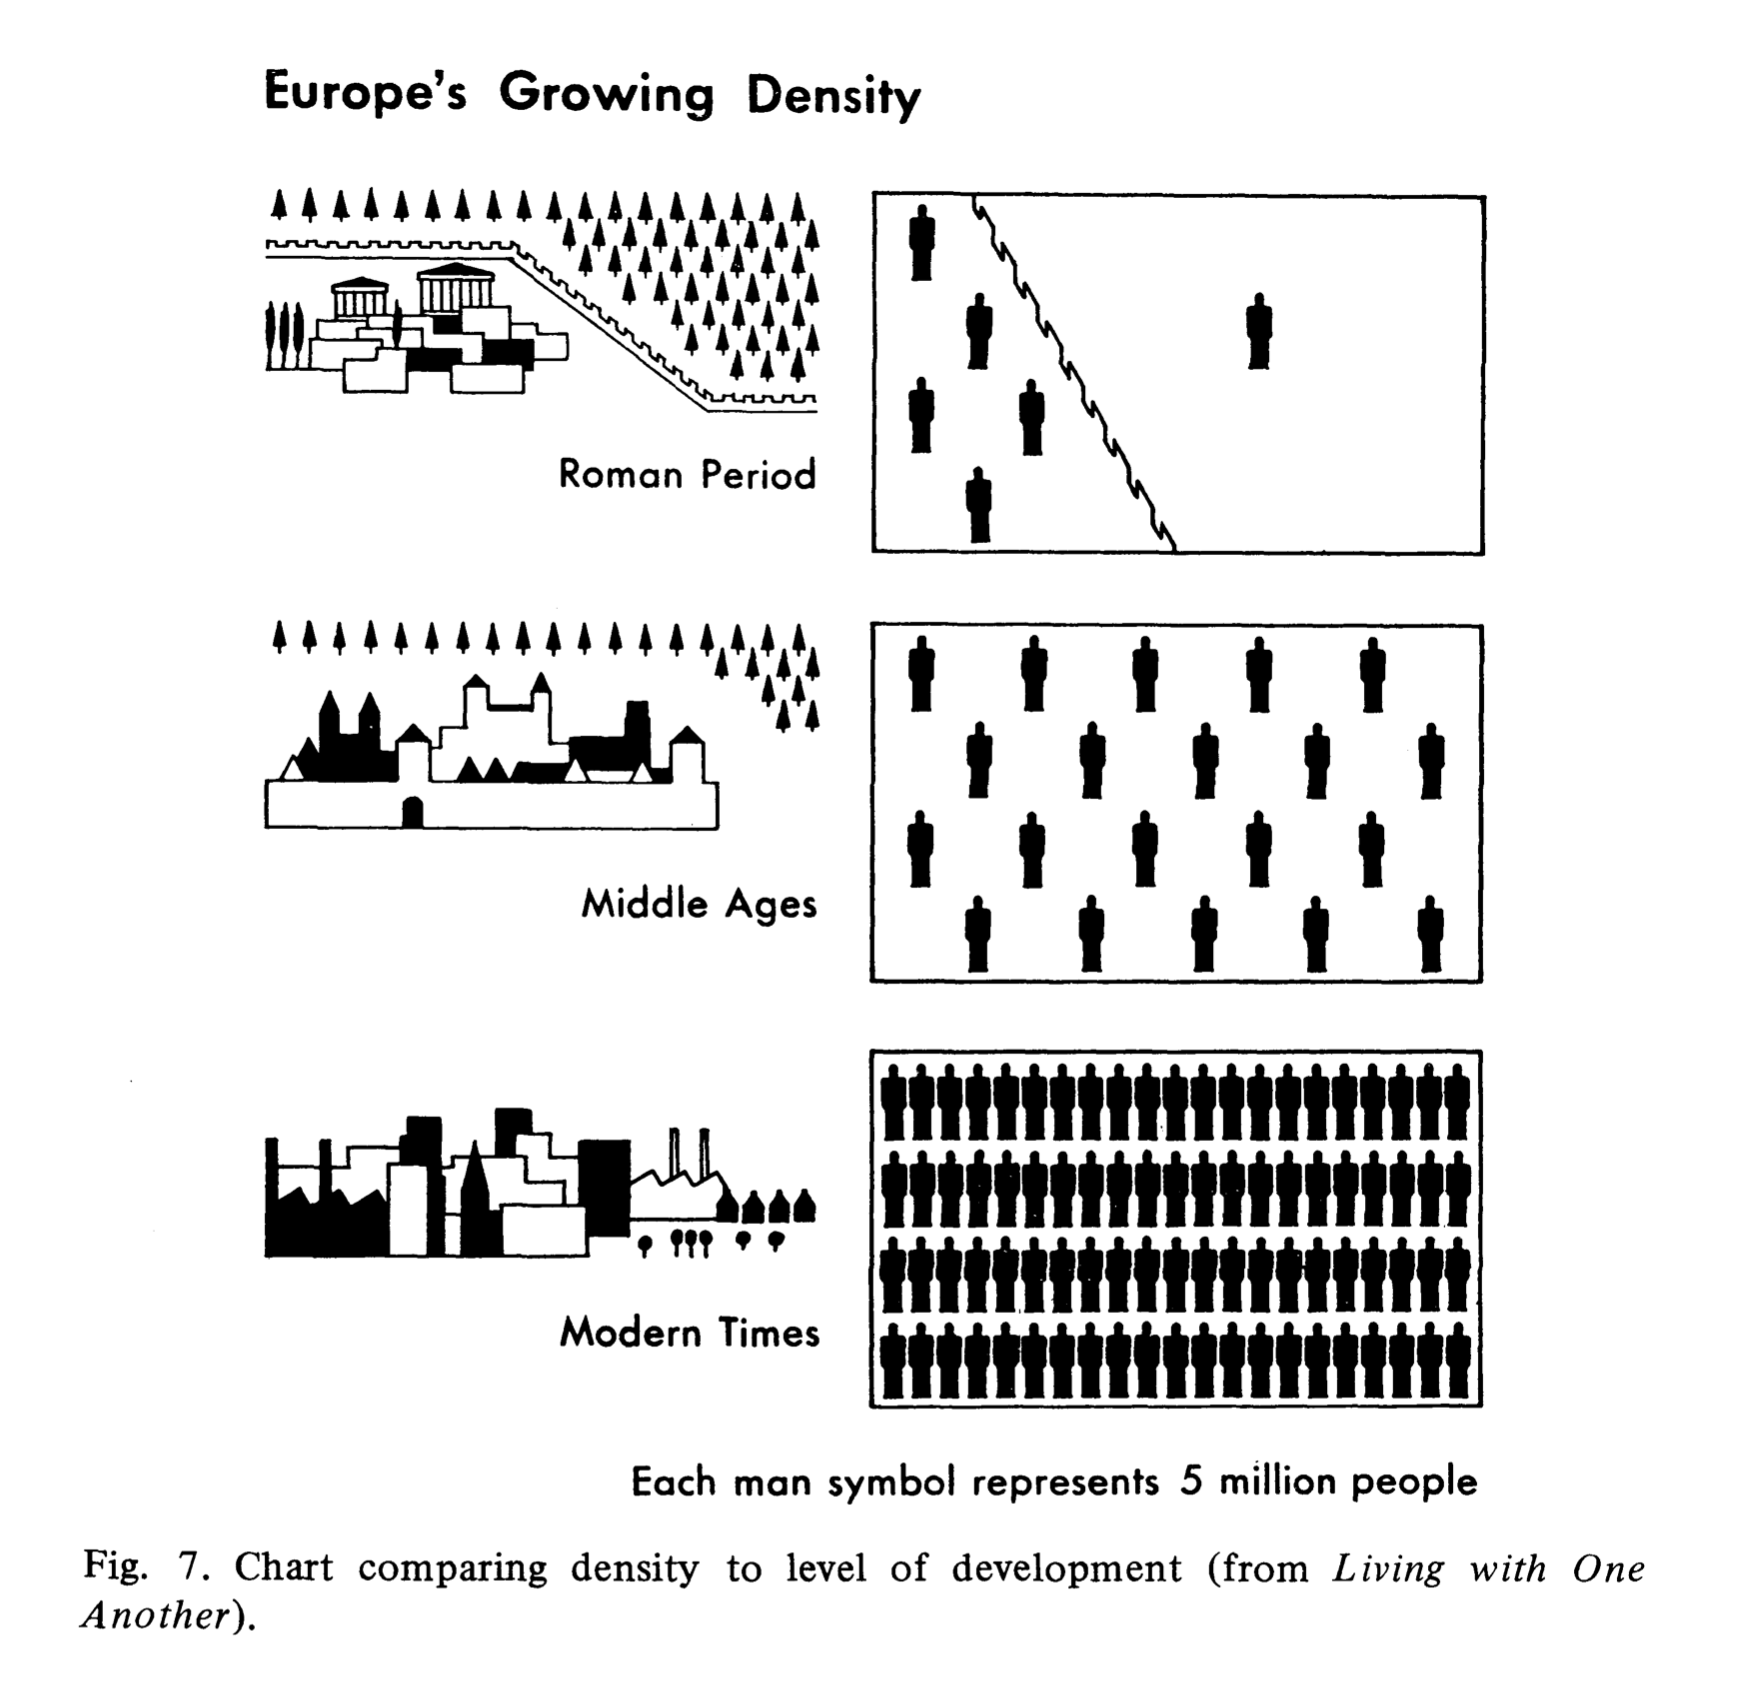 Europe's Growing Density
Roman Period
Middle Ages
Modern Times
Each man symbol represents 5 million people
Fig. 7. Chart comparing density to level of development (from Living with One
Another).